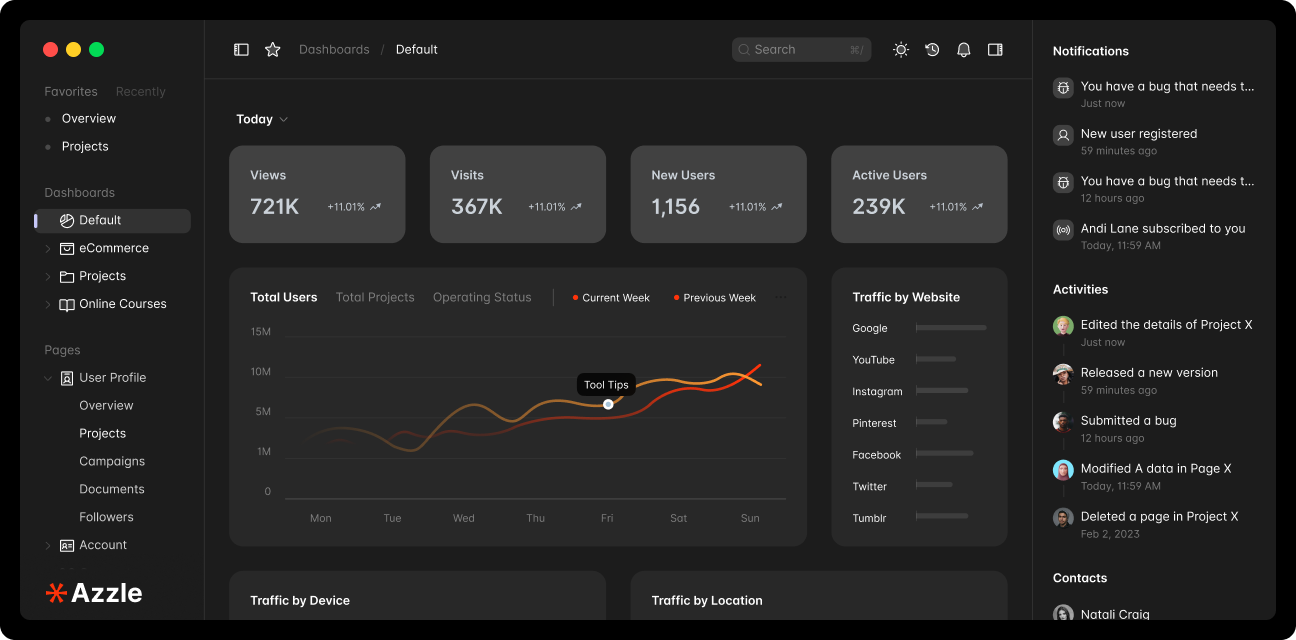 Favorites Recently
Overview
Projects
Dashboards
Default
eCommerce
Projects
Online Courses
Pages
User Profile
Overview
Projects
Campaigns
Documents
Followers
Account
Azzle
Dashboards / Default
Search ⌘/
Today
Views
721K +11.01%
Visits
367K +11.01%
New Users
1,156 +11.01%
Active Users
239K +11.01%
Total Users Total Projects Operating Status Current Week Previous Week ...
15M
10M
5M
1M
0
Tool Tips
Mon Tue Wed Thu Fri Sat Sun
Traffic by Website
Google
YouTube
Instagram
Pinterest
Facebook
Twitter
Tumblr
Traffic by Device
Traffic by Location
Notifications
You have a bug that needs t...
Just now
New user registered
59 minutes ago
You have a bug that needs t...
12 hours ago
Andi Lane subscribed to you
Today, 11:59 AM
Activities
Edited the details of Project X
Just now
Released a new version
59 minutes ago
Submitted a bug
12 hours ago
Modified A data in Page X
Today, 11:59 AM
Deleted a page in Project X
Feb 2, 2023
Contacts
Natali Craig